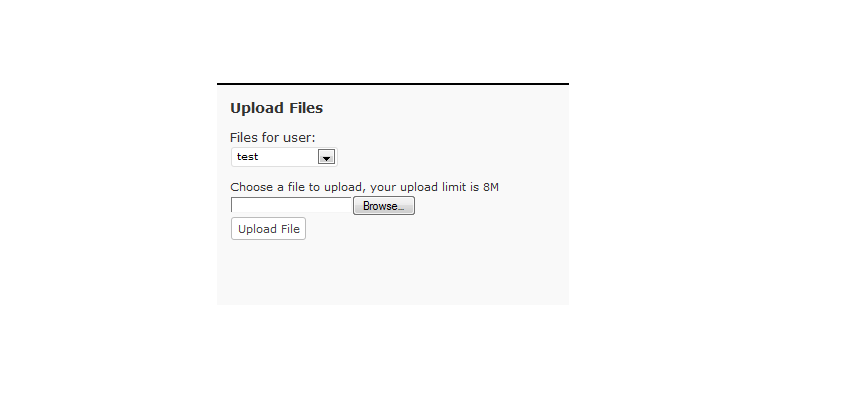 Upload Files
Files for user:
test
Choose a file to upload, your upload limit is 8M
Browse...
Upload File